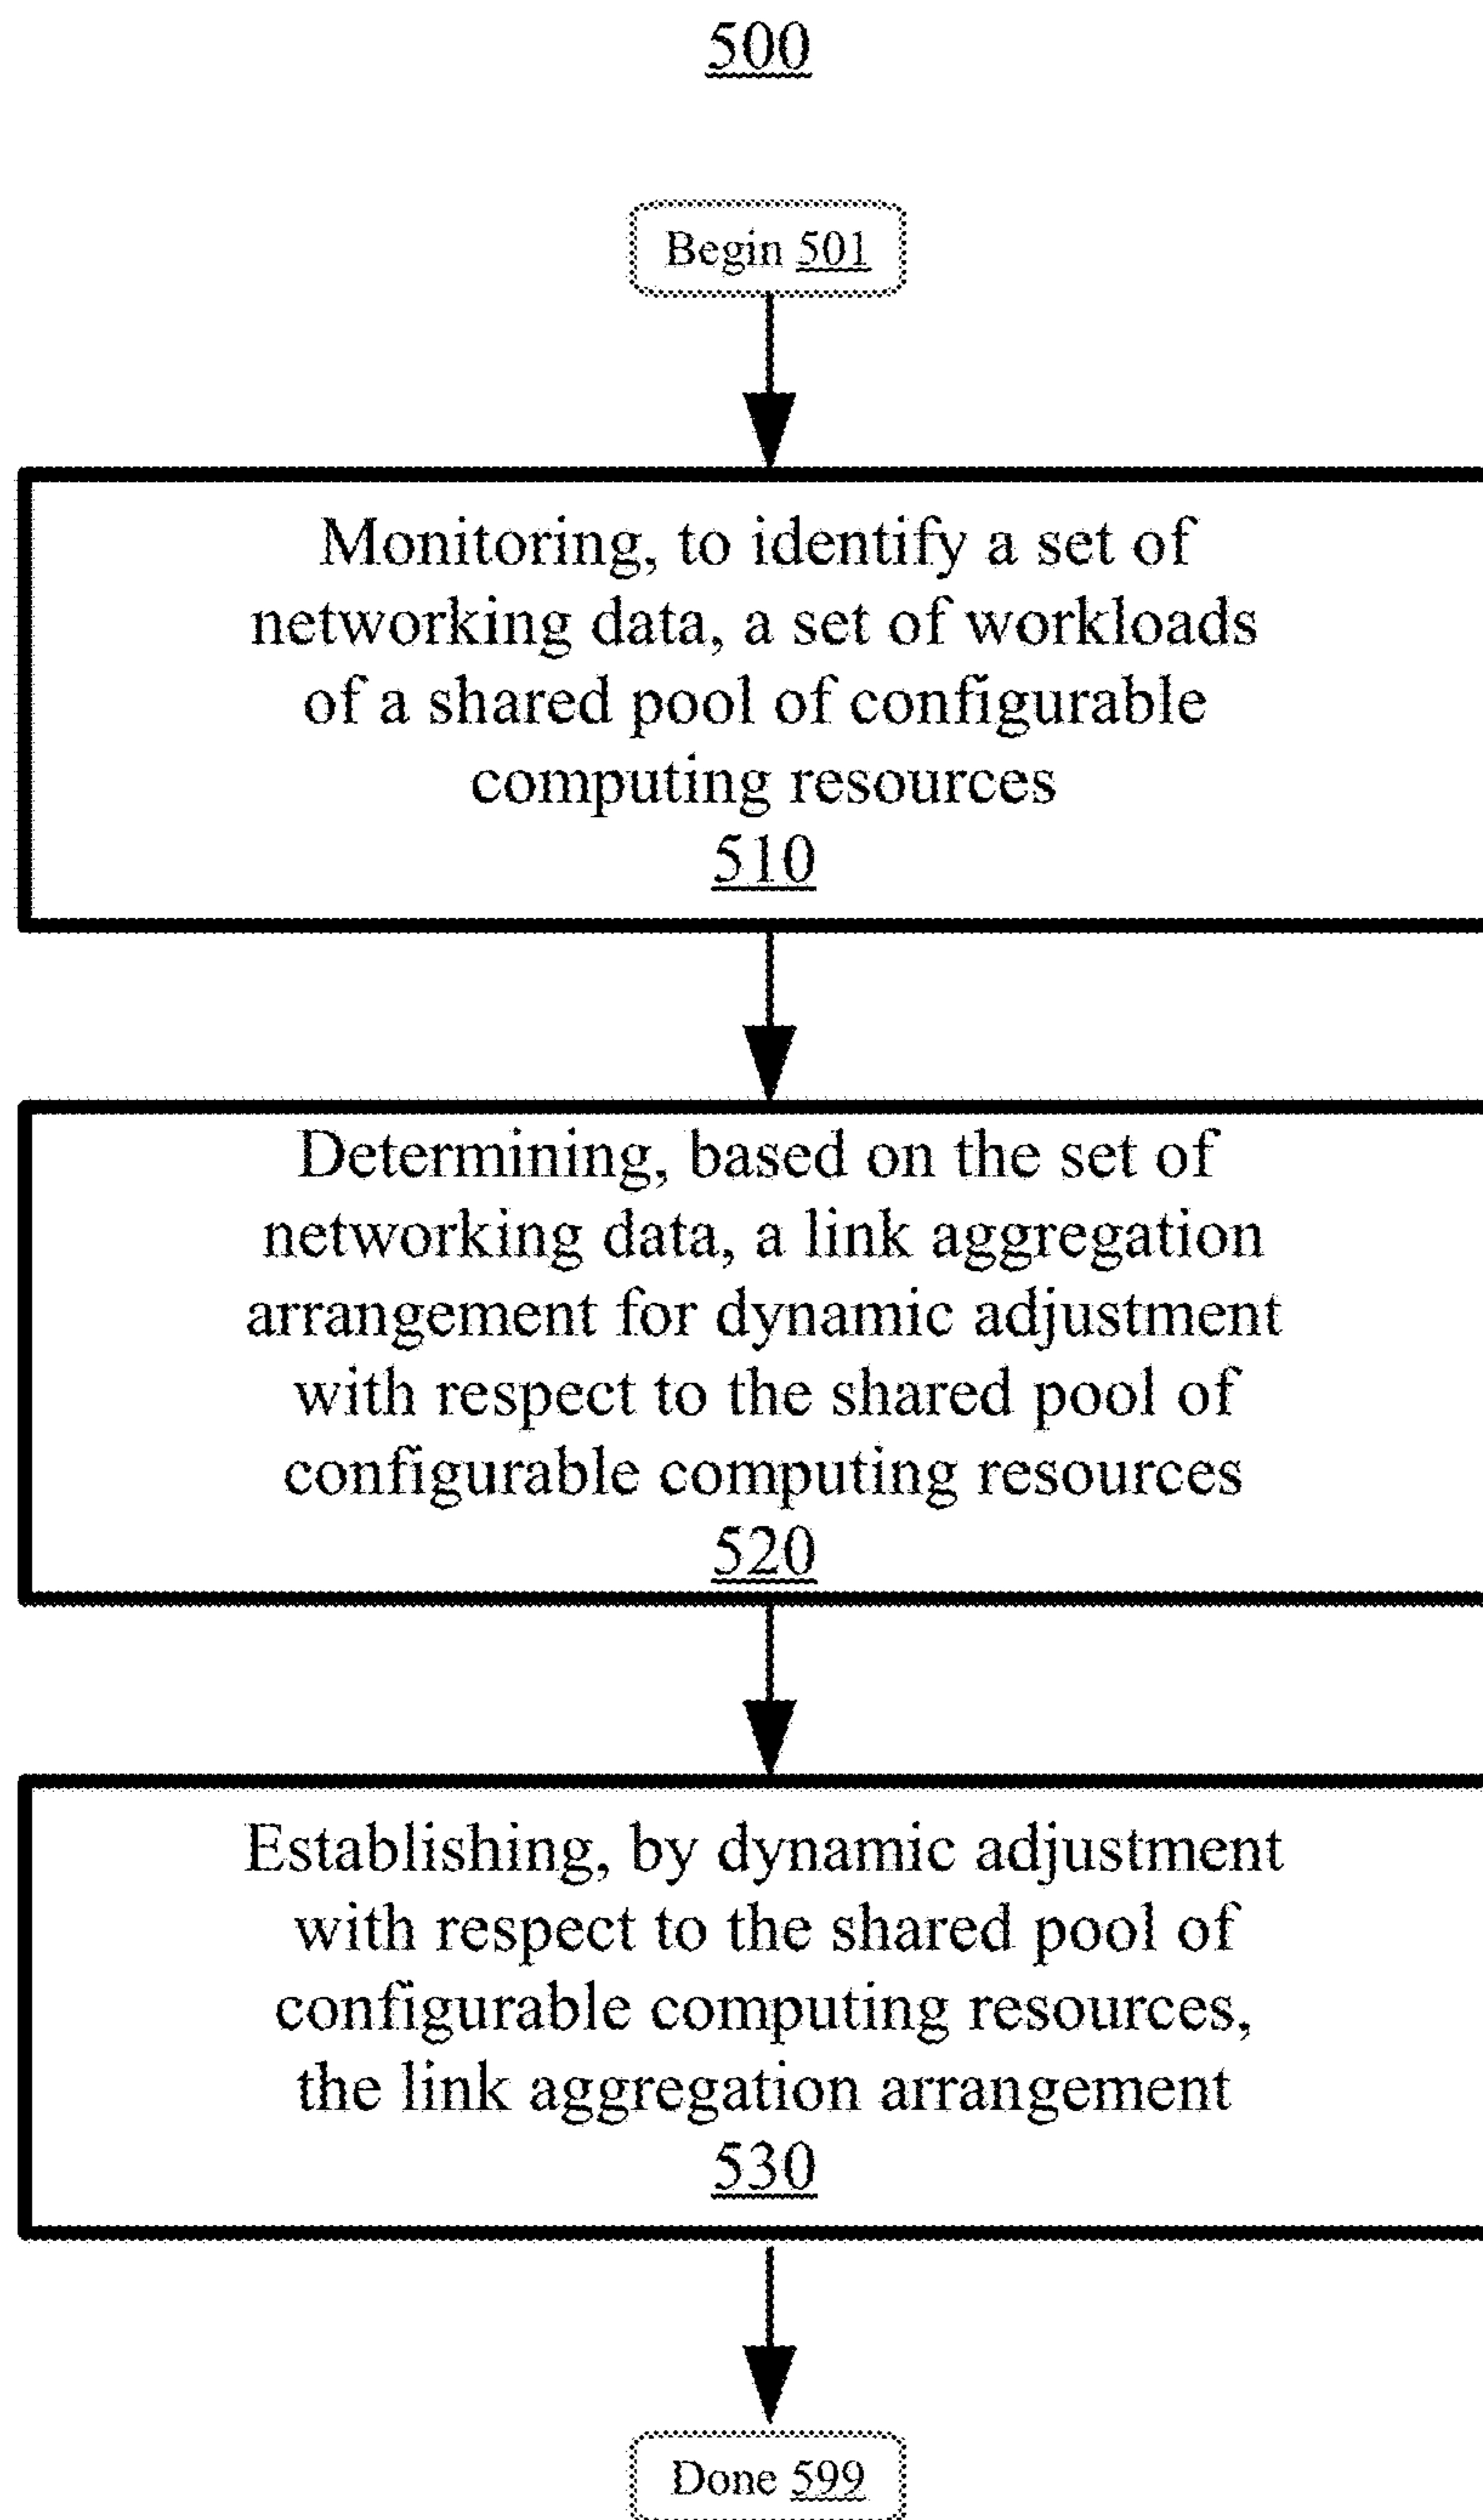 500
Begin 501
Monitoring, to identify a set of
networking data, a set of workloads
of a shared pool of configurable
computing resources
510
Determining, based on the set of
networking data, a link aggregation
arrangement for dynamic adjustment
with respect to the shared pool of
configurable computing resources
520
Establishing, by dynamic adjustment
with respect to the shared pool of
configurable computing resources,
the link aggregation arrangement
530
Done 599